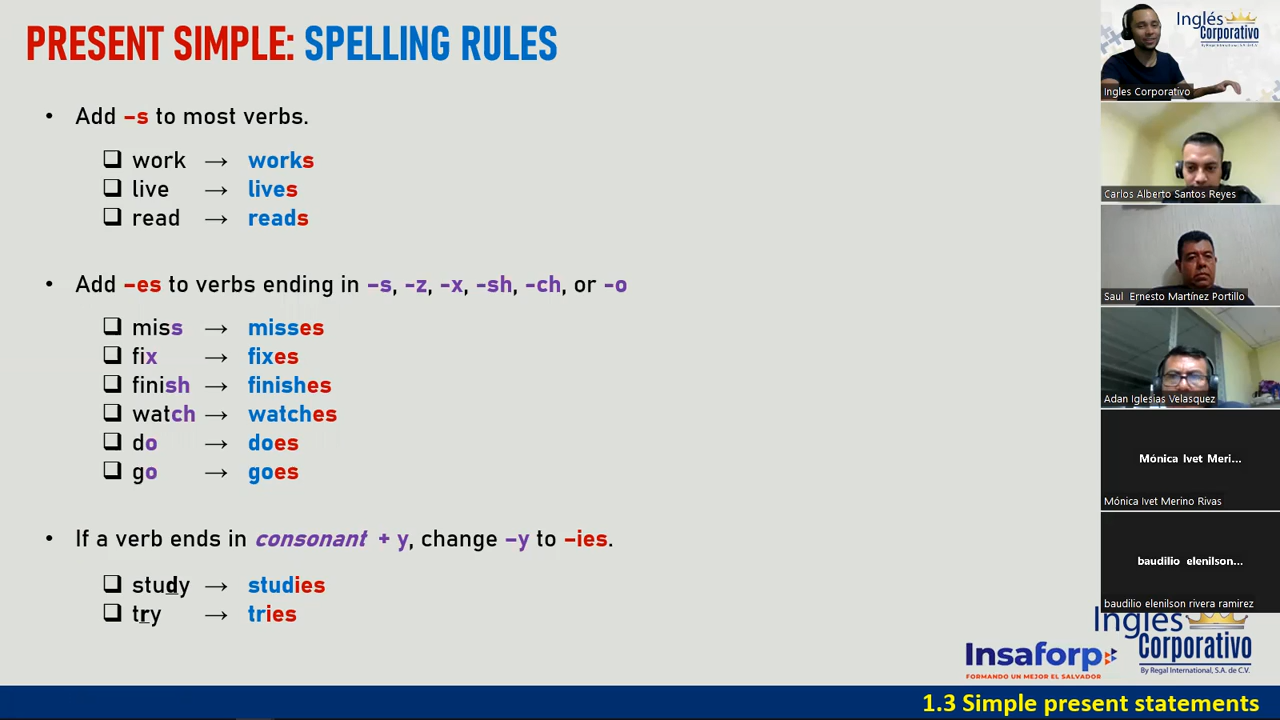 PRESENT SIMPLE: SPELLING RULES
• Add –s to most verbs.
❑ work → works
❑ live → lives
❑ read → reads
• Add –es to verbs ending in –s, -z, -x, -sh, -ch, or -o
❑ miss → misses
❑ fix → fixes
❑ finish → finishes
❑ watch → watches
❑ do → does
❑ go → goes
• If a verb ends in consonant + y, change –y to –ies.
❑ study → studies
❑ try → tries
Inglés
Corporativo
Ingles Corporativo
Carlos Alberto Santos Reyes
Saul Ernesto Martínez Portillo
Adan Iglesias Velasquez
Mónica Ivet Meri...
Mónica Ivet Merino Rivas
baudilio elenilson...
baudilio elenilson rivera ramirez
Insaforp
FORMANDO UN MEJOR EL SALVADOR
Inglés
Corporativo
By Regal International, S.A. de C.V.
1.3 Simple present statements